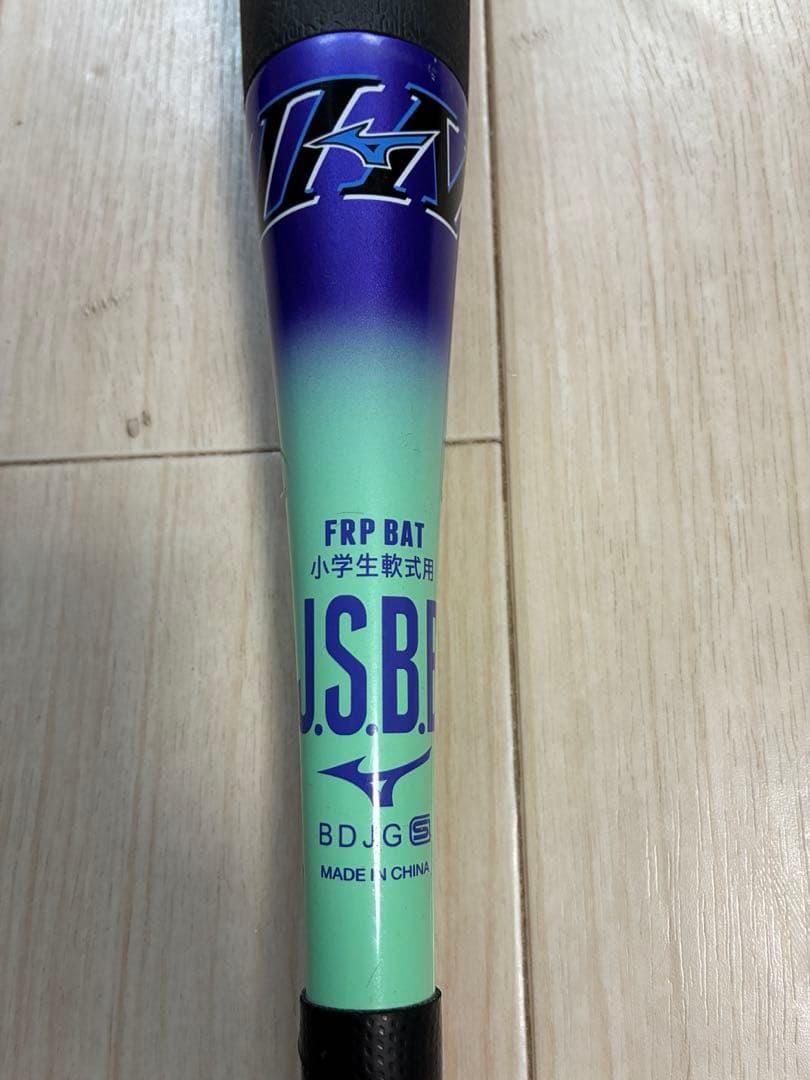 FRP BAT
小学生軟式用
J.S.B.B
BDJG S
MADE IN CHINA